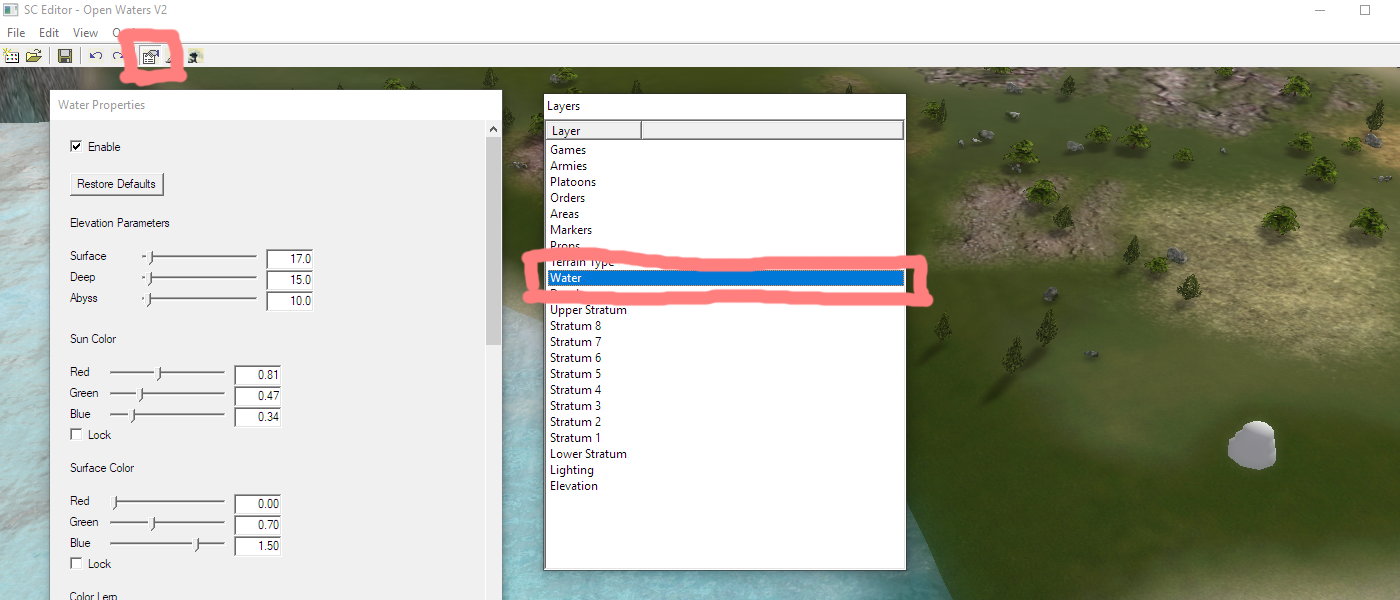 SC Editor - Open Waters V2
File Edit View
Water Properties
Enable
Restore Defaults
Elevation Parameters
Surface 17.0
Deep 15.0
Abyss 10.0
Sun Color
Red 0.81
Green 0.47
Blue 0.34
Lock
Surface Color
Red 0.00
Green 0.70
Blue 1.50
Lock
Color Lerp
Layers
Layer
Games
Armies
Platoons
Orders
Areas
Markers
Props
Terrain Type
Water
Upper Stratum
Stratum 8
Stratum 7
Stratum 6
Stratum 5
Stratum 4
Stratum 3
Stratum 2
Stratum 1
Lower Stratum
Lighting
Elevation